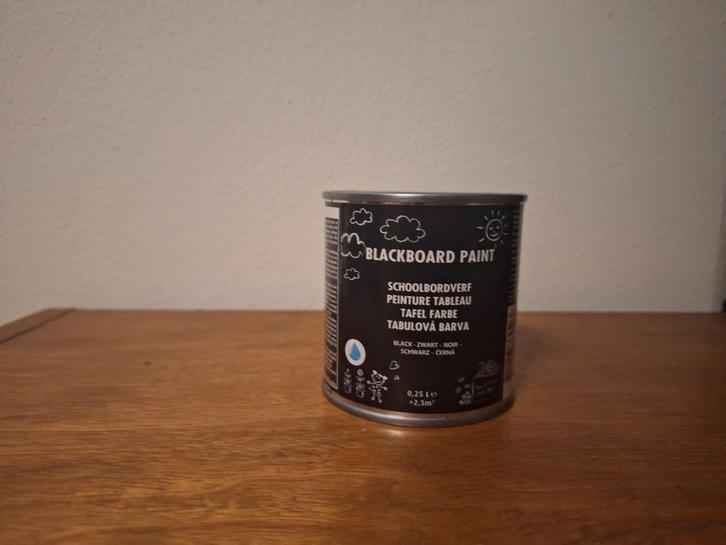 BLACKBOARD PAINT
SCHOOLBORDVERF
PEINTURE TABLEAU
TAFEL FARBE
TABULOVÁ BARVA
BLACK - ZWART - NOIR -
SCHWARZ - ČERNÁ
0,25 L℮
≈2,5m²